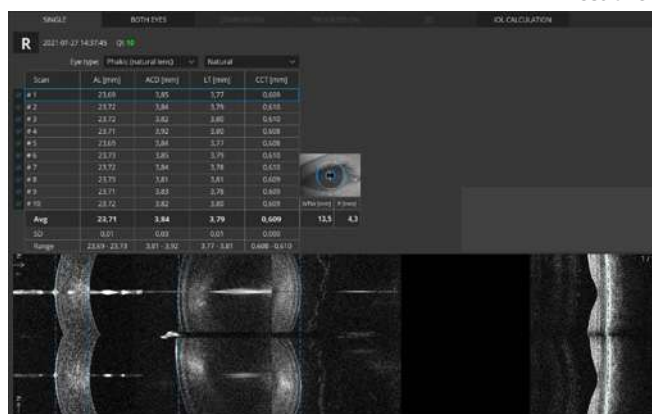 SINGLE BOTH EYES IOL CALCULATION
R 2021-07-27 14:37:45 QI: 10
Eye type: Phakic (natural lens) Natural
Scan AL [mm] ACD [mm] LT [mm] CCT [mm]
# 1 23,69 3,85 3,77 0,609
# 2 23,72 3,84 3,79 0,610
# 3 23,72 3,82 3,80 0,610
# 4 23,71 3,92 3,80 0,608
# 5 23,69 3,84 3,77 0,608
# 6 23,73 3,85 3,79 0,610
# 7 23,72 3,84 3,78 0,610
# 8 23,73 3,81 3,81 0,609
# 9 23,71 3,83 3,78 0,609
# 10 23,72 3,82 3,80 0,609
Avg 23,71 3,84 3,79 0,609 13,5 4,3
SD 0,01 0,03 0,01 0,000
Range 23,69 - 23,73 3,81 - 3,92 3,77 - 3,81 0,608 - 0,610